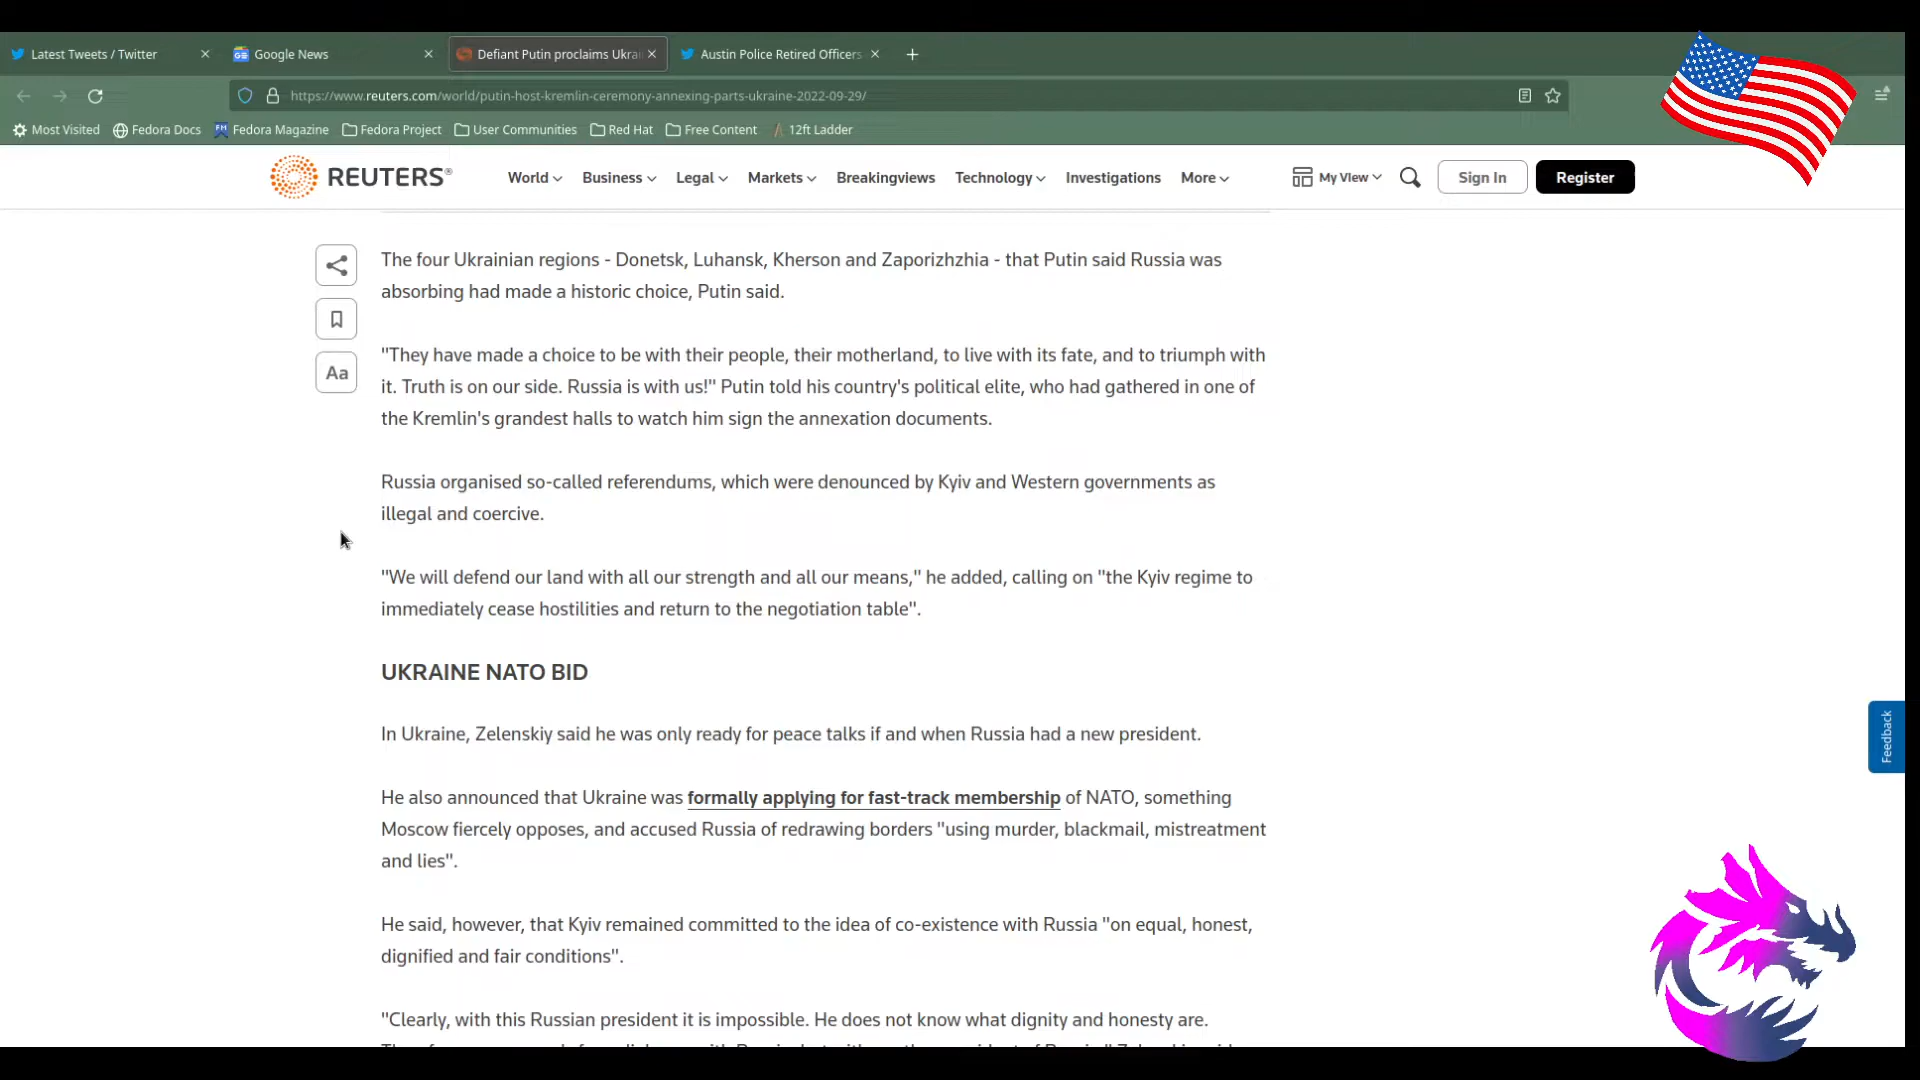 Latest Tweets / Twitter
Google News
Defiant Putin proclaims Ukrai
Austin Police Retired Officers
https://www.reuters.com/world/putin-host-kremlin-ceremony-annexing-parts-ukraine-2022-09-29/
Most Visited Fedora Docs Fedora Magazine Fedora Project User Communities Red Hat Free Content 12ft Ladder
REUTERS® World Business Legal Markets Breakingviews Technology Investigations More My View Sign In Register
The four Ukrainian regions - Donetsk, Luhansk, Kherson and Zaporizhzhia - that Putin said Russia was
absorbing had made a historic choice, Putin said.
Aa
"They have made a choice to be with their people, their motherland, to live with its fate, and to triumph with
it. Truth is on our side. Russia is with us!" Putin told his country's political elite, who had gathered in one of
the Kremlin's grandest halls to watch him sign the annexation documents.
Russia organised so-called referendums, which were denounced by Kyiv and Western governments as
illegal and coercive.
"We will defend our land with all our strength and all our means," he added, calling on "the Kyiv regime to
immediately cease hostilities and return to the negotiation table".
UKRAINE NATO BID
In Ukraine, Zelenskiy said he was only ready for peace talks if and when Russia had a new president.
Feedback
He also announced that Ukraine was formally applying for fast-track membership of NATO, something
Moscow fiercely opposes, and accused Russia of redrawing borders "using murder, blackmail, mistreatment
and lies".
He said, however, that Kyiv remained committed to the idea of co-existence with Russia "on equal, honest,
dignified and fair conditions".
"Clearly, with this Russian president it is impossible. He does not know what dignity and honesty are.